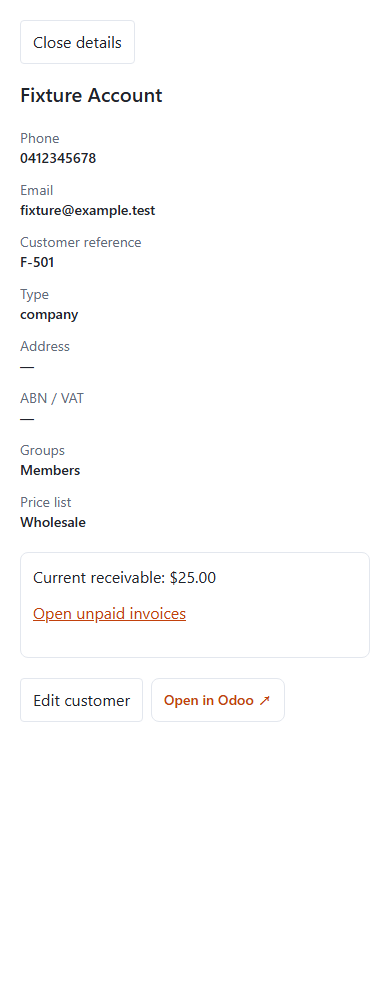 Close details
Fixture Account
Phone
0412345678
Email
fixture@example.test
Customer reference
F-501
Type
company
Address
—
ABN / VAT
—
Groups
Members
Price list
Wholesale
Current receivable: $25.00
Open unpaid invoices
Edit customer
Open in Odoo ↗